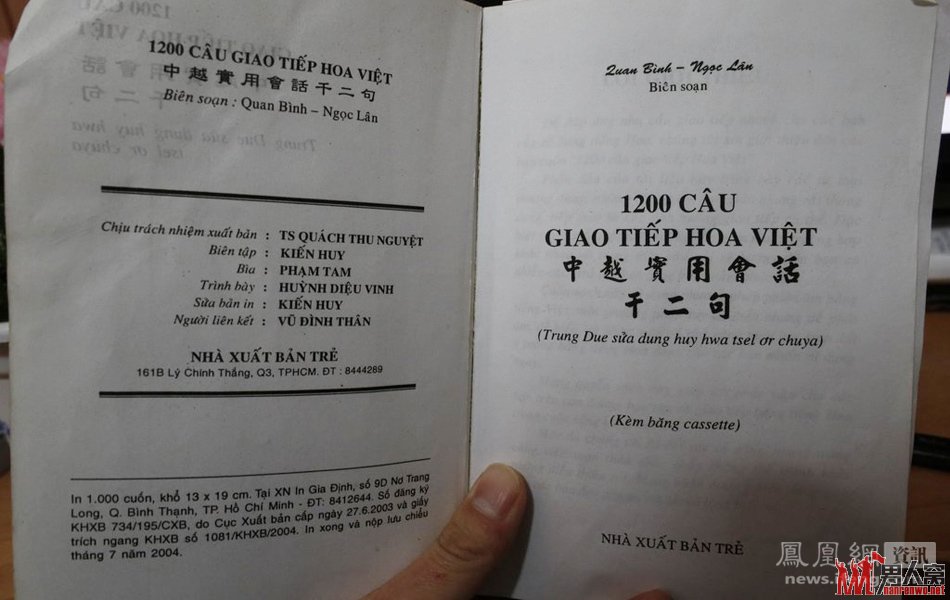 1200 CÂU GIAO TIẾP HOA VIỆT
中越實用會話千二句
Biên soạn : Quan Bình – Ngọc Lân
Chịu trách nhiệm xuất bản : TS QUÁCH THU NGUYỆT
Biên tập : KIẾN HUY
Bìa : PHẠM TAM
Trình bày : HUỲNH DIỆU VINH
Sửa bản in : KIẾN HUY
Người liên kết : VŨ ĐÌNH THÂN
NHÀ XUẤT BẢN TRẺ
161B Lý Chính Thắng, Q3, TPHCM. ĐT : 8444289
In 1.000 cuốn, khổ 13 x 19 cm. Tại XN In Gia Định, số 9D Nơ Trang
Long, Q. Bình Thạnh, TP. Hồ Chí Minh - ĐT: 8412644. Số đăng ký
KHXB 734/195/CXB, do Cục Xuất bản cấp ngày 27.6.2003 và giấy
trích ngang KHXB số 1081/KHXB/2004. In xong và nộp lưu chiểu
tháng 7 năm 2004.
Quan Bình – Ngọc Lân
Biên soạn
1200 CÂU
GIAO TIẾP HOA VIỆT
中越實用會話
千二句
(Trung Due sửa dung huy hwa tsel ơr chuya)
(Kèm băng cassette)
NHÀ XUẤT BẢN TRẺ
鳳凰網 資訊
news.i
男人窩
nanrenwo.net